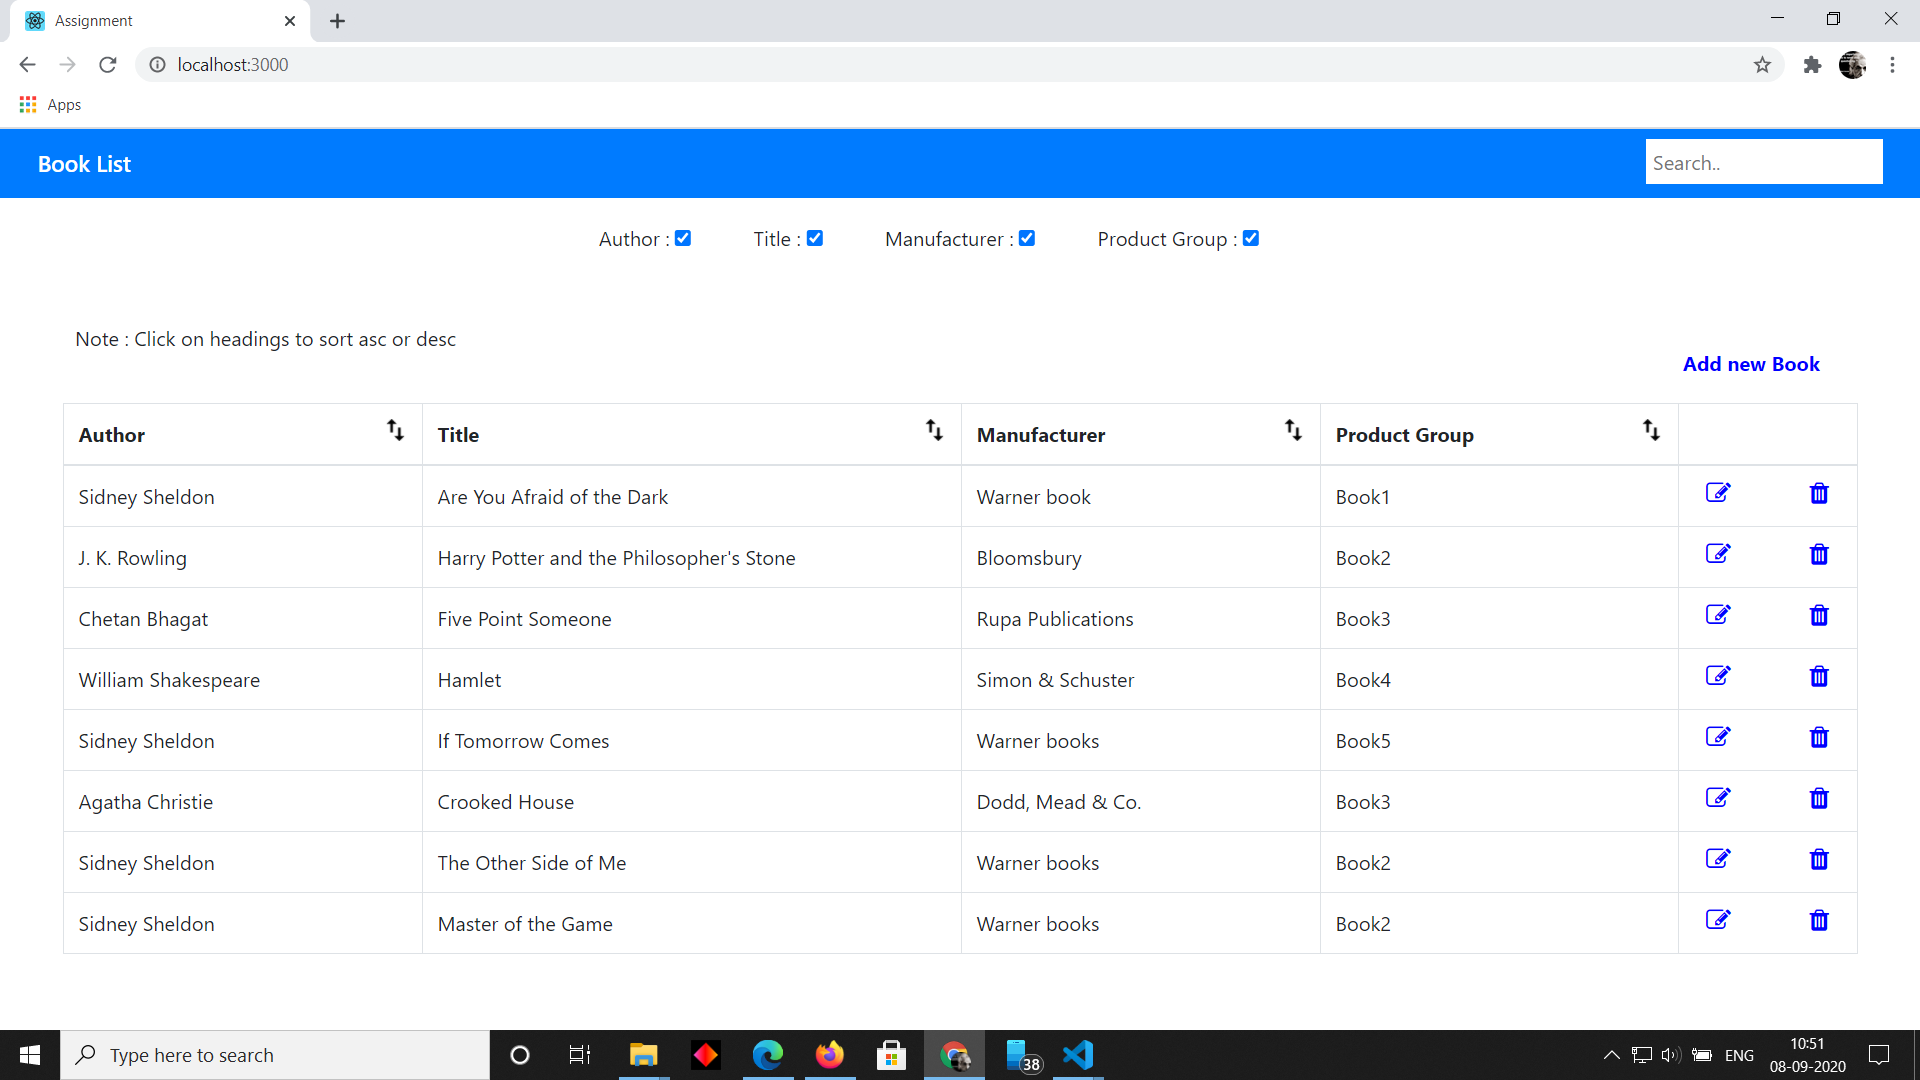 Assignment
localhost:3000
Apps
Book List
Search..
Author : Title : Manufacturer : Product Group :
Note : Click on headings to sort asc or desc
Add new Book
Author Title Manufacturer Product Group
Sidney Sheldon Are You Afraid of the Dark Warner book Book1
J. K. Rowling Harry Potter and the Philosopher's Stone Bloomsbury Book2
Chetan Bhagat Five Point Someone Rupa Publications Book3
William Shakespeare Hamlet Simon & Schuster Book4
Sidney Sheldon If Tomorrow Comes Warner books Book5
Agatha Christie Crooked House Dodd, Mead & Co. Book3
Sidney Sheldon The Other Side of Me Warner books Book2
Sidney Sheldon Master of the Game Warner books Book2
Type here to search
38
ENG
10:51
08-09-2020